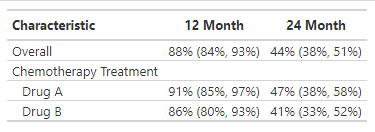 Characteristic 12 Month 24 Month
Overall 88% (84%, 93%) 44% (38%, 51%)
Chemotherapy Treatment
Drug A 91% (85%, 97%) 47% (38%, 58%)
Drug B 86% (80%, 93%) 41% (33%, 52%)